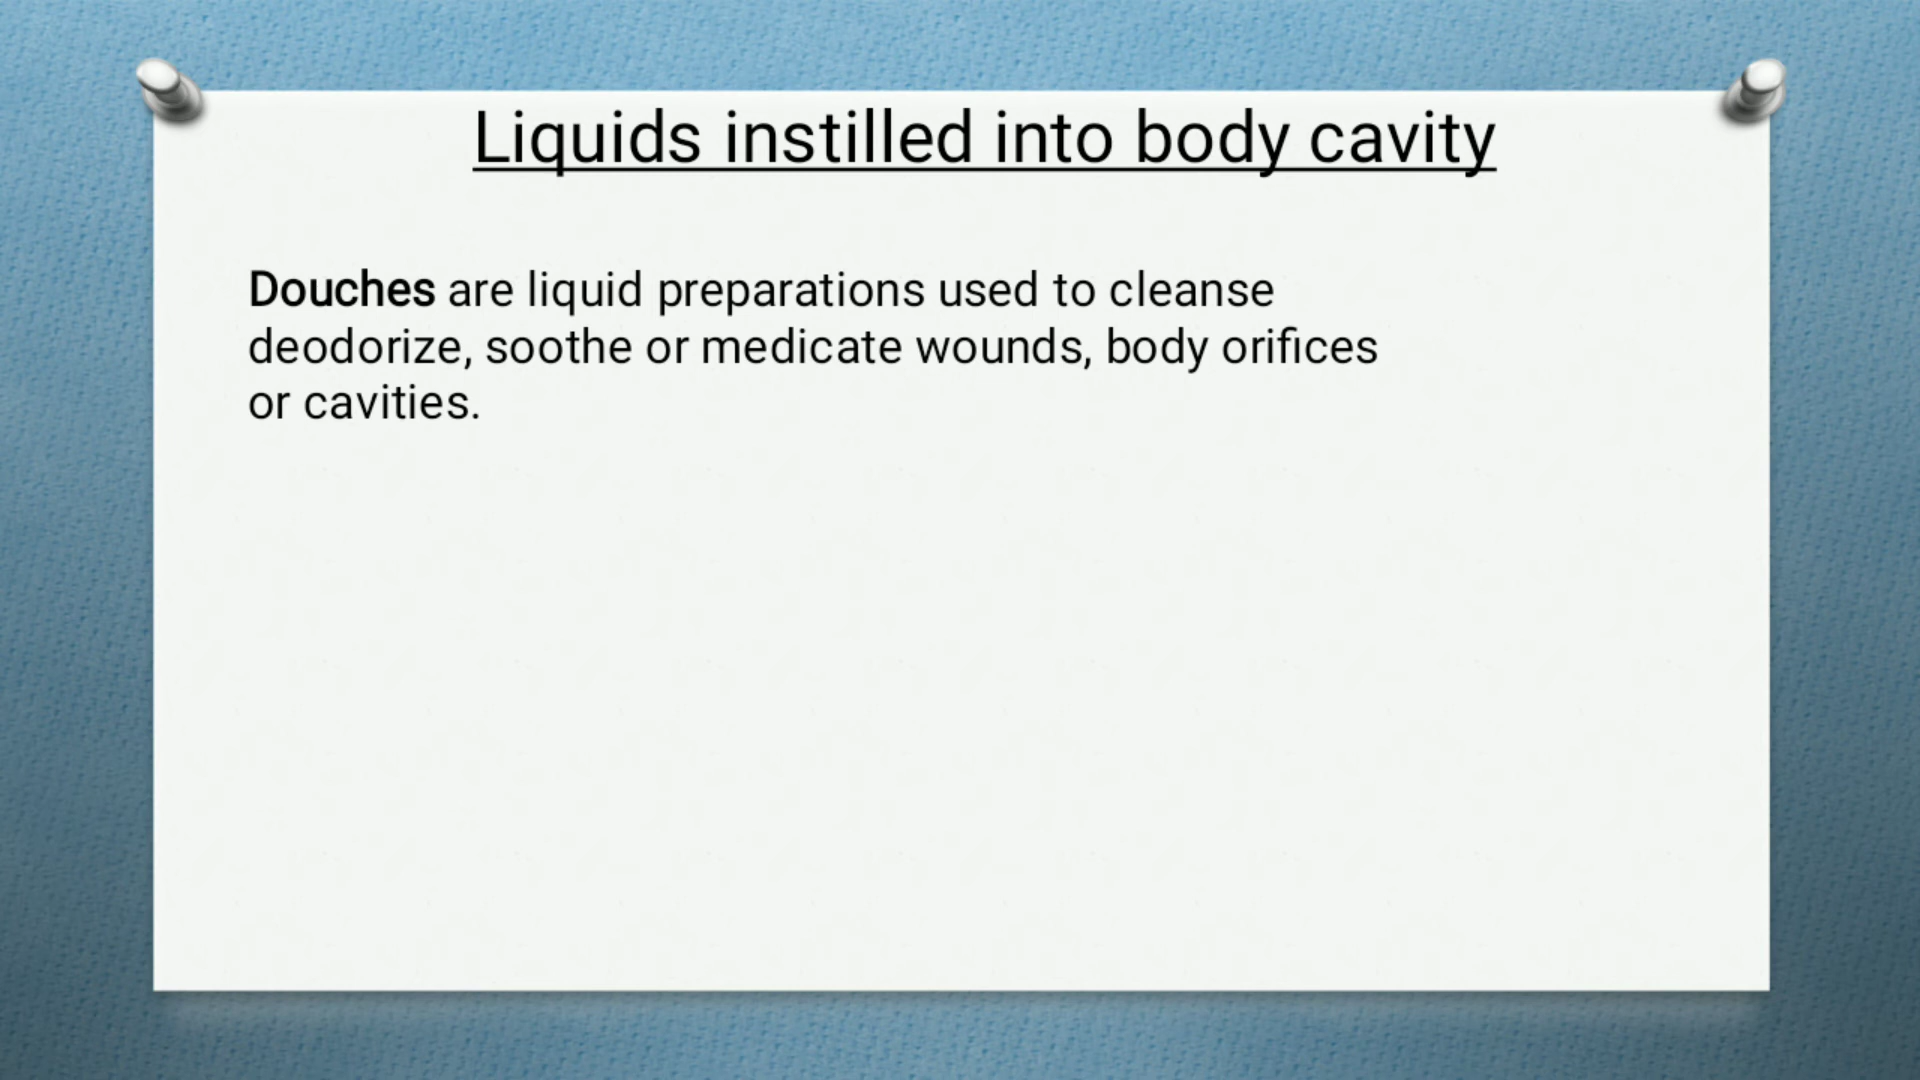 Liquids instilled into body cavity
Douches are liquid preparations used to cleanse
deodorize, soothe or medicate wounds, body orifices
or cavities.